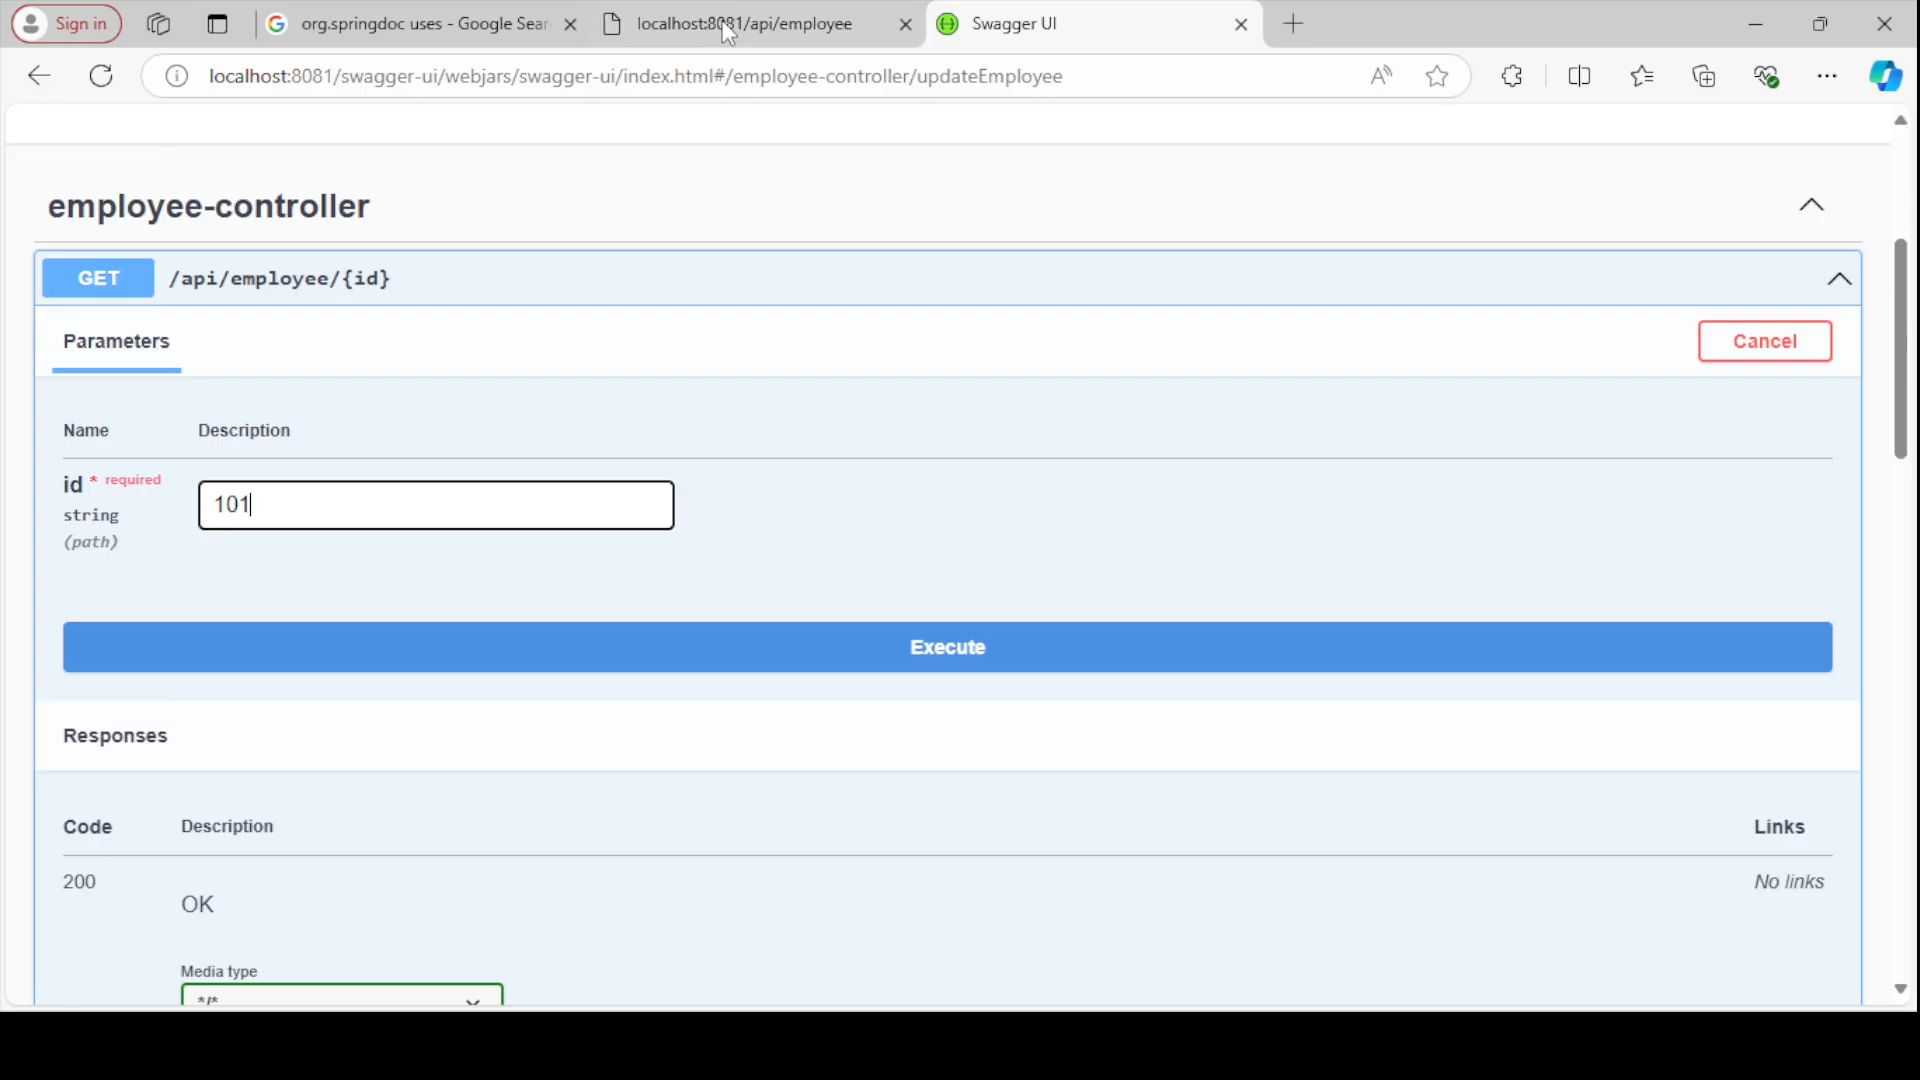 Sign in
org.springdoc uses - Google Sear
localhost:8081/api/employee
Swagger UI
localhost:8081/swagger-ui/webjars/swagger-ui/index.html#/employee-controller/updateEmployee
employee-controller
GET /api/employee/{id}
Parameters
Cancel
Name Description
id * required
string
(path)
101
Execute
Responses
Code Description Links
200 No links
OK
Media type
*/*